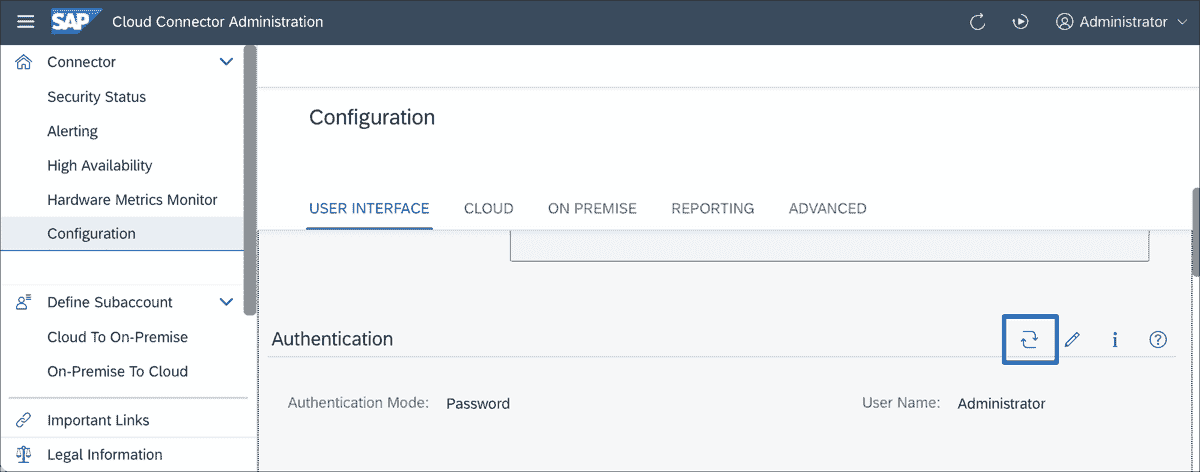 SAP Cloud Connector Administration
Administrator
Connector
Security Status
Alerting
High Availability
Hardware Metrics Monitor
Configuration
Define Subaccount
Cloud To On-Premise
On-Premise To Cloud
Important Links
Legal Information
Configuration
USER INTERFACE CLOUD ON PREMISE REPORTING ADVANCED
Authentication
Authentication Mode: Password User Name: Administrator